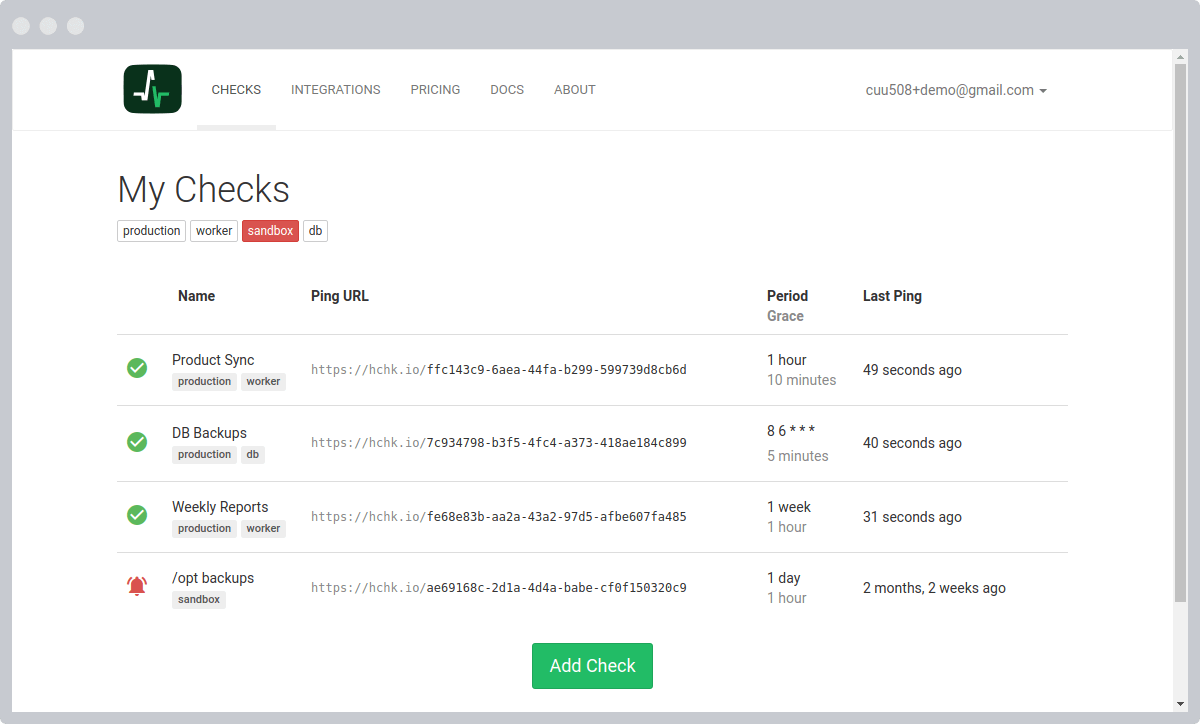 CHECKS INTEGRATIONS PRICING DOCS ABOUT cuu508+demo@gmail.com
My Checks
production worker sandbox db
Name Ping URL Period Last Ping
Grace
Product Sync 1 hour
https://hchk.io/ffc143c9-6aea-44fa-b299-599739d8cb6d 49 seconds ago
production worker 10 minutes
DB Backups 8 6 * * *
https://hchk.io/7c934798-b3f5-4fc4-a373-418ae184c899 40 seconds ago
production db 5 minutes
Weekly Reports 1 week
https://hchk.io/fe68e83b-aa2a-43a2-97d5-afbe607fa485 31 seconds ago
production worker 1 hour
/opt backups 1 day
https://hchk.io/ae69168c-2d1a-4d4a-babe-cf0f150320c9 2 months, 2 weeks ago
sandbox 1 hour
Add Check